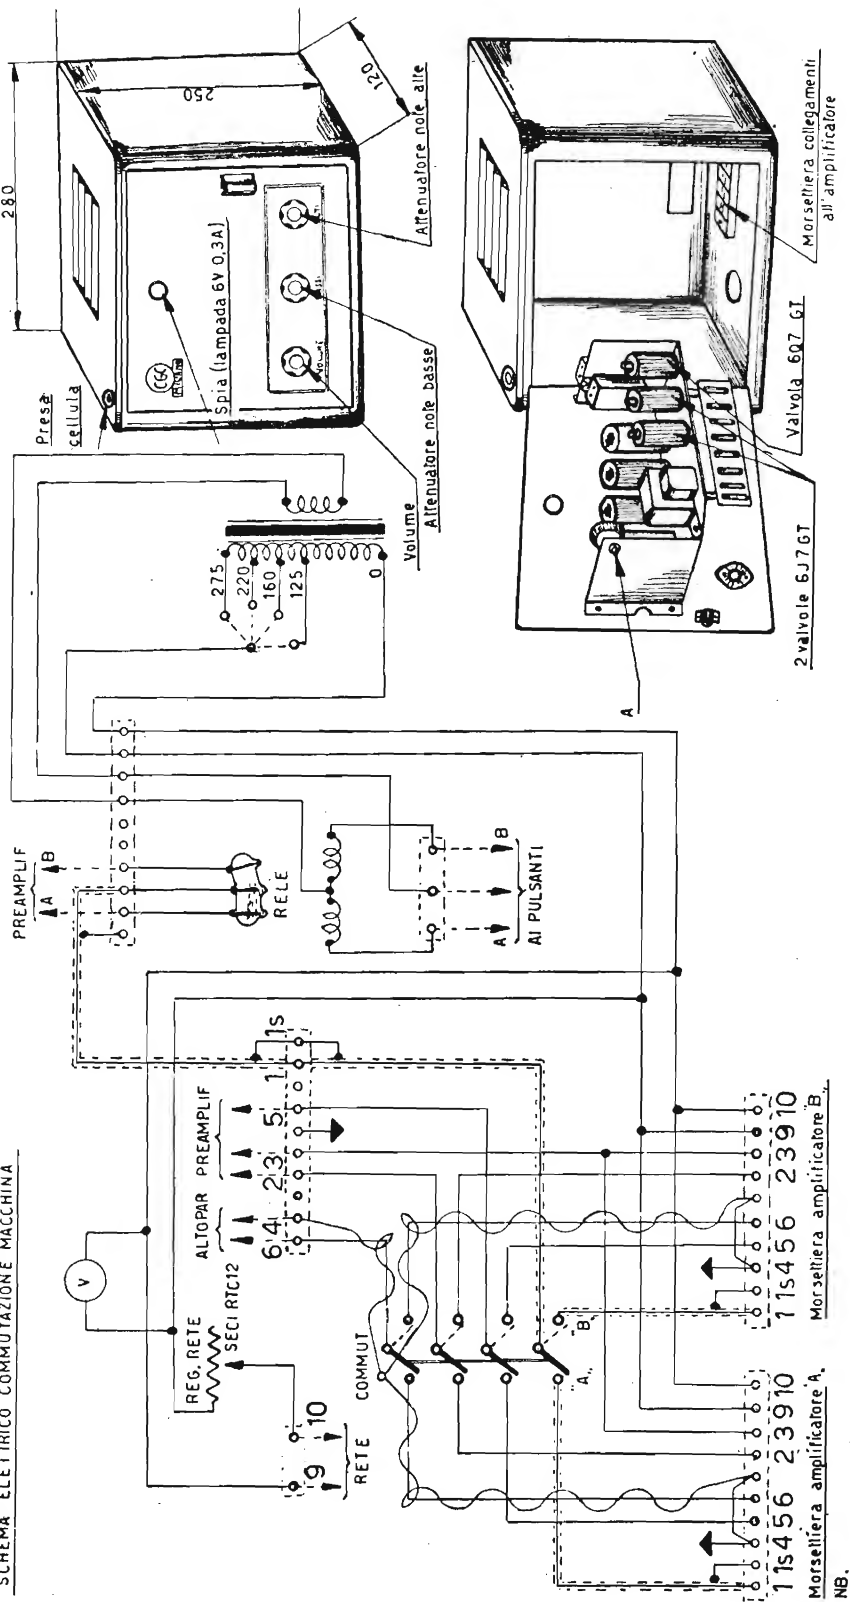 SCHEMA ELETTRICO COMMUTAZIONE MACCHINA
V
REG. RETE
SECI RTC12
9 10
RETE
ALTOPAR
PREAMPLIF
6 4 2 3 5 1 1s
COMMUT
"A"
"B"
1 1s 4 5 6 2 3 9 10
Morsettiera amplificatore "A"
1 1s 4 5 6 2 3 9 10
Morsettiera amplificatore "B"
NB.
PREAMPLIF
A B
RELE
A B
AI PULSANTI
275
220
160
125
0
280
250
120
Presa
cellula
CGC
Spia (lampada 6V 0,3A)
VOLUME
Volume
Attenuatore note basse
Attenuatore note alte
A
2 valvole 6J7GT
Valvola 6Q7 GT
Morsettiera collegamenti
all'amplificatore